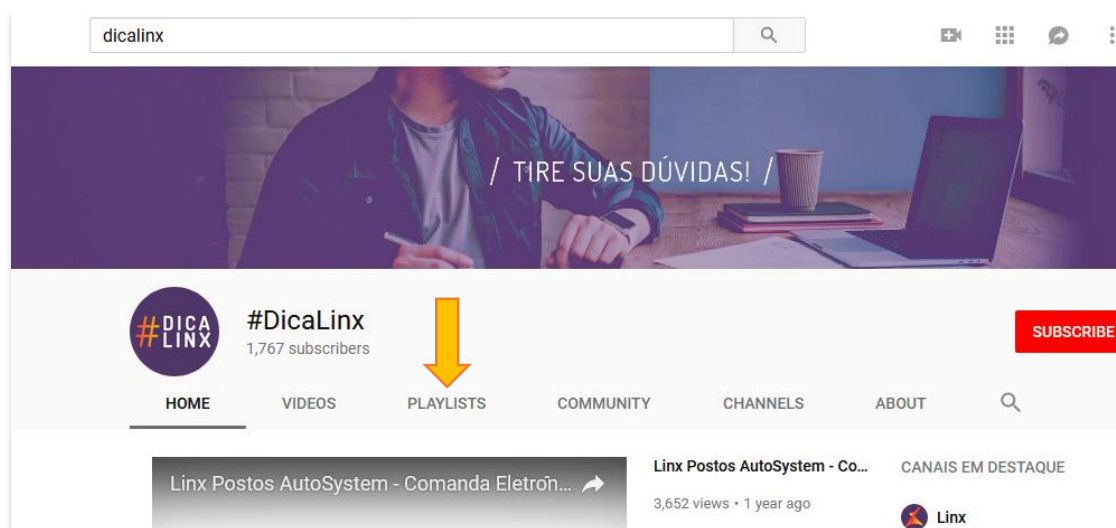 dicalinx
/ TIRE SUAS DÚVIDAS! /
#DICA
LINX
#DicaLinx
1,767 subscribers
SUBSCRIBE
HOME VIDEOS PLAYLISTS COMMUNITY CHANNELS ABOUT
Linx Postos AutoSystem - Comanda Eletrôn...
Linx Postos AutoSystem - Co...
3,652 views • 1 year ago
CANAIS EM DESTAQUE
Linx